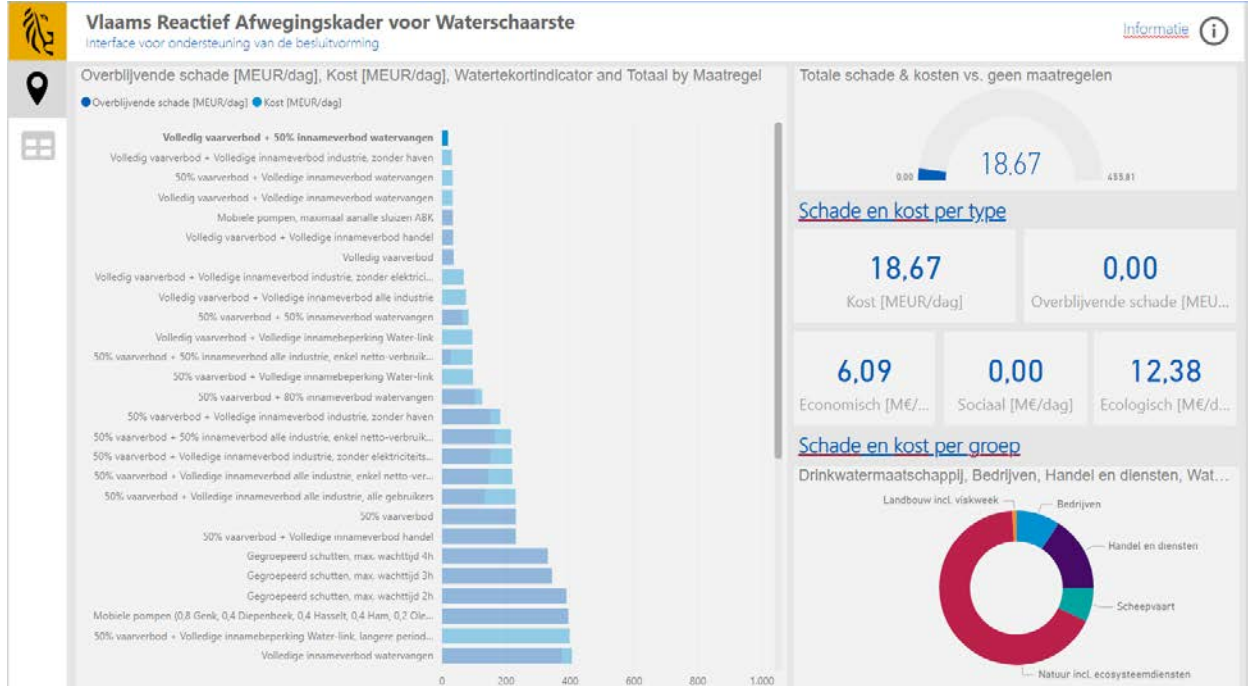 Vlaams Reactief Afwegingskader voor Waterschaarste
Interface voor ondersteuning van de besluitvorming
Informatie
Overblijvende schade [MEUR/dag], Kost [MEUR/dag], Watertekortindicator and Totaal by Maatregel
Overblijvende schade [MEUR/dag] Kost [MEUR/dag]
Volledig vaarverbod + 50% innameverbod watervangen
Volledig vaarverbod + Volledige innameverbod industrie, zonder haven
50% vaarverbod + Volledige innameverbod watervangen
Volledig vaarverbod + Volledige innameverbod watervangen
Mobiele pompen, maximaal aanalle sluizen ABK
Volledig vaarverbod + Volledige innameverbod handel
Volledig vaarverbod
Volledig vaarverbod + Volledige innameverbod industrie, zonder elektrici...
Volledig vaarverbod + Volledige innameverbod alle industrie
50% vaarverbod + 50% innameverbod watervangen
Volledig vaarverbod + Volledige innamebeperking Water-link
50% vaarverbod + 50% innameverbod alle industrie, enkel netto-verbruik...
50% vaarverbod + Volledige innamebeperking Water-link
50% vaarverbod + 80% innameverbod watervangen
50% vaarverbod + Volledige innameverbod industrie, zonder haven
50% vaarverbod + 50% innameverbod alle industrie, enkel netto-verbruik...
50% vaarverbod + Volledige innameverbod industrie, zonder elektriciteits...
50% vaarverbod + Volledige innameverbod alle industrie, enkel netto-ver...
50% vaarverbod + Volledige innameverbod alle industrie, alle gebruikers
50% vaarverbod
50% vaarverbod + Volledige innameverbod handel
Gegroepeerd schutten, max. wachttijd 4h
Gegroepeerd schutten, max. wachttijd 3h
Gegroepeerd schutten, max. wachttijd 2h
Mobiele pompen (0,8 Genk, 0,4 Diepenbeek, 0,4 Hasselt, 0,4 Ham, 0,2 Ole...
50% vaarverbod + Volledige innamebeperking Water-link, langere period...
Volledige innameverbod watervangen
0 200 400 600 800 1.000
Totale schade & kosten vs. geen maatregelen
18,67
0,00 455,81
Schade en kost per type
18,67 0,00
Kost [MEUR/dag] Overblijvende schade [MEU...
6,09 0,00 12,38
Economisch [M€/... Sociaal [M€/dag] Ecologisch [M€/d...
Schade en kost per groep
Drinkwatermaatschappij, Bedrijven, Handel en diensten, Wat...
Landbouw incl. viskweek Bedrijven
Handel en diensten
Scheepvaart
Natuur incl. ecosysteemdiensten